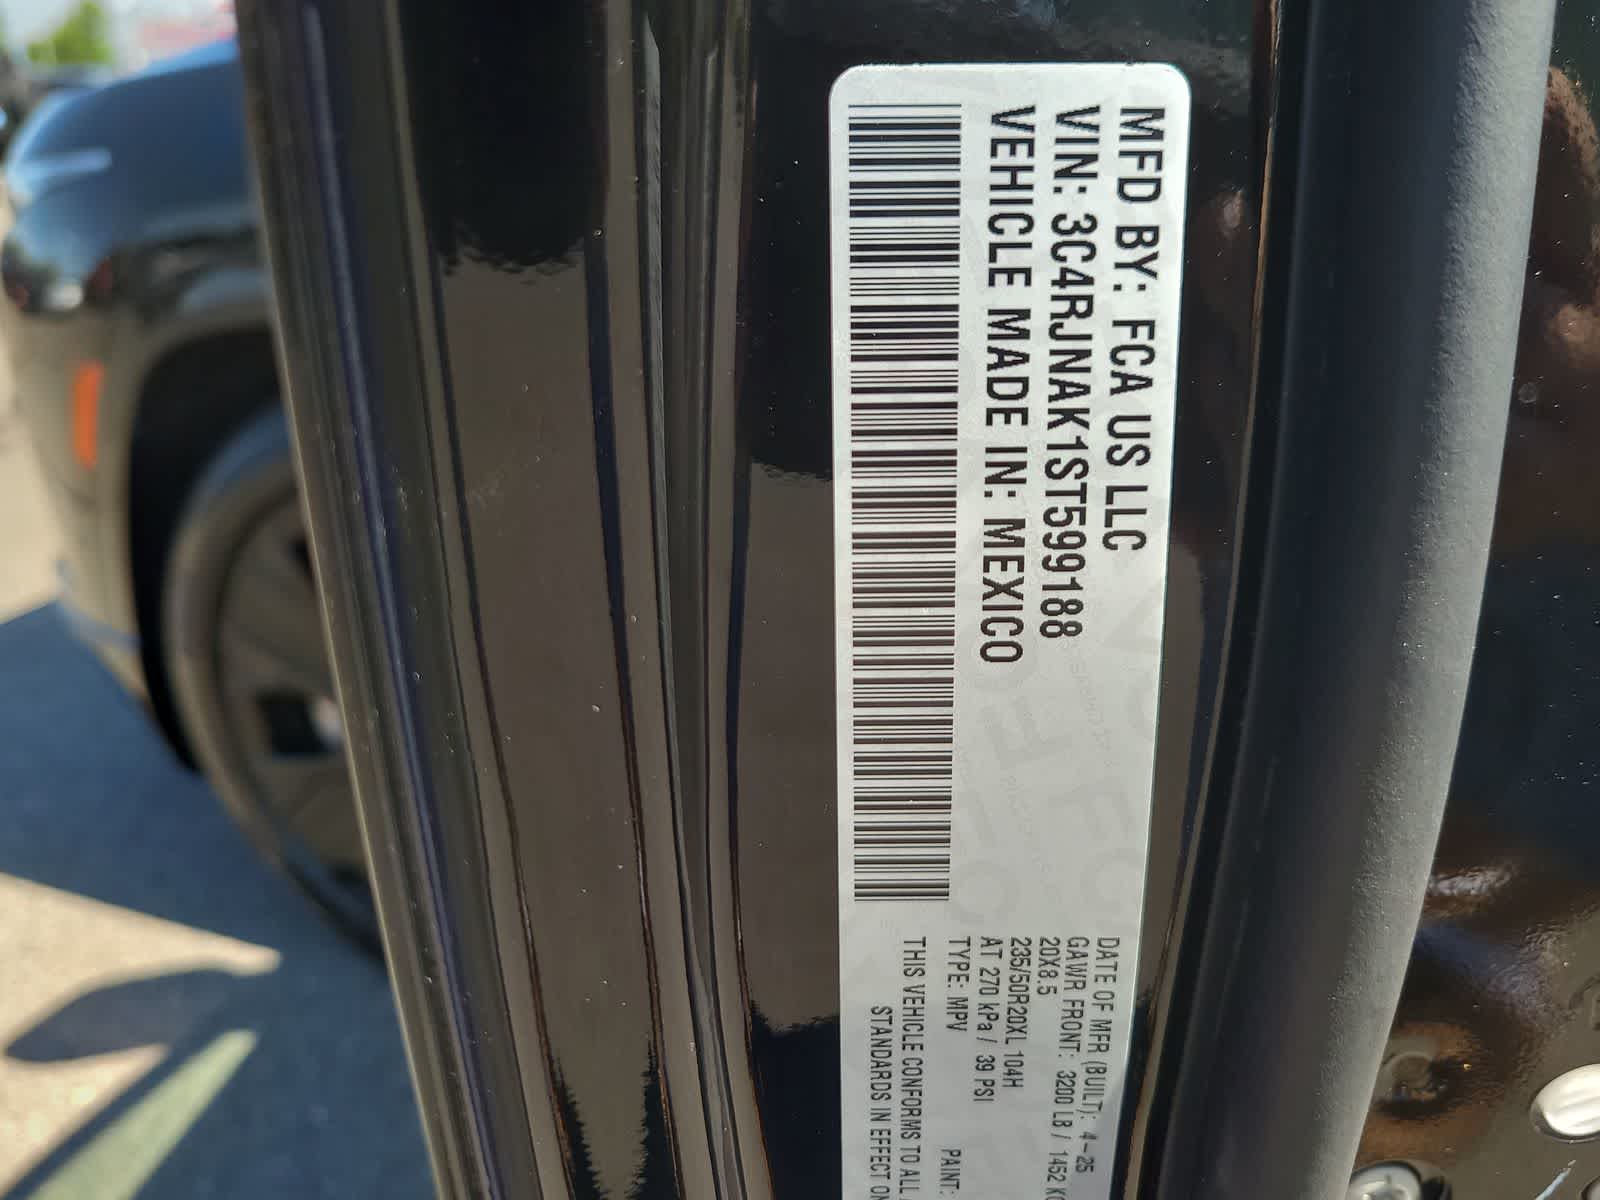 MFD BY: FCA US LLC
VIN: 3C4RJNAK1ST599188
VEHICLE MADE IN: MEXICO
DATE OF MFR (BUILT): 4-25
GAWR FRONT: 3200 LB / 1452 KG
20X8.5
235/50R20XL 104H
AT 270 kPa / 39 PSI
TYPE: MPV PAINT:
THIS VEHICLE CONFORMS TO ALL
STANDARDS IN EFFECT ON